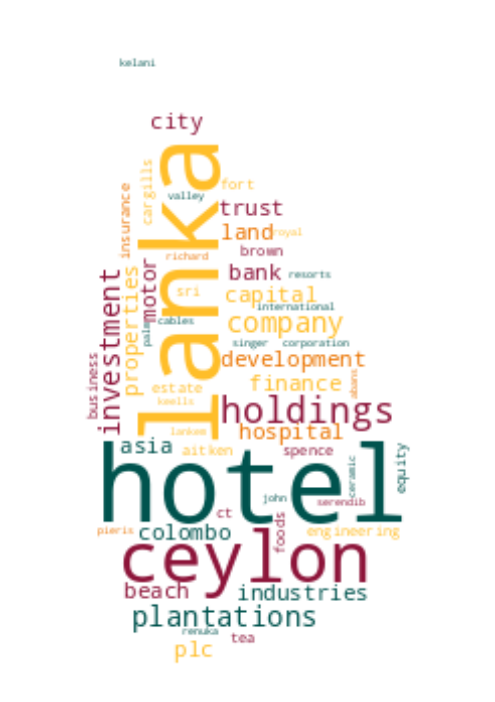 kelani
city
lanka
cargills
fort
valley
insurance
trust
land
royal
brown
richard
motor
bank
resorts
investment
properties
sri
capital
international
palm
cables
company
singer
corporation
development
business
estate
finance
abans
keells
holdings
lankem
hospital
asia
aitken
spence
hotel
equity
ceramic
john
serendib
ct
pieris
colombo
foods
engineering
ceylon
beach
industries
plantations
renuka
tea
plc